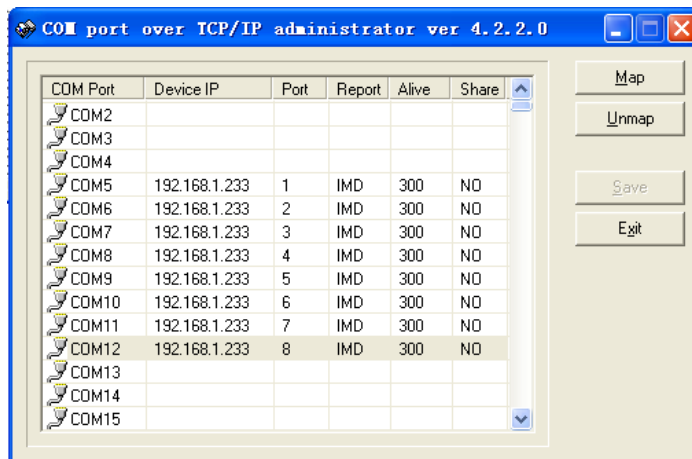 COM port over TCP/IP administrator ver 4.2.2.0
COM Port Device IP Port Report Alive Share
COM2
COM3
COM4
COM5 192.168.1.233 1 IMD 300 NO
COM6 192.168.1.233 2 IMD 300 NO
COM7 192.168.1.233 3 IMD 300 NO
COM8 192.168.1.233 4 IMD 300 NO
COM9 192.168.1.233 5 IMD 300 NO
COM10 192.168.1.233 6 IMD 300 NO
COM11 192.168.1.233 7 IMD 300 NO
COM12 192.168.1.233 8 IMD 300 NO
COM13
COM14
COM15
Map
Unmap
Save
Exit